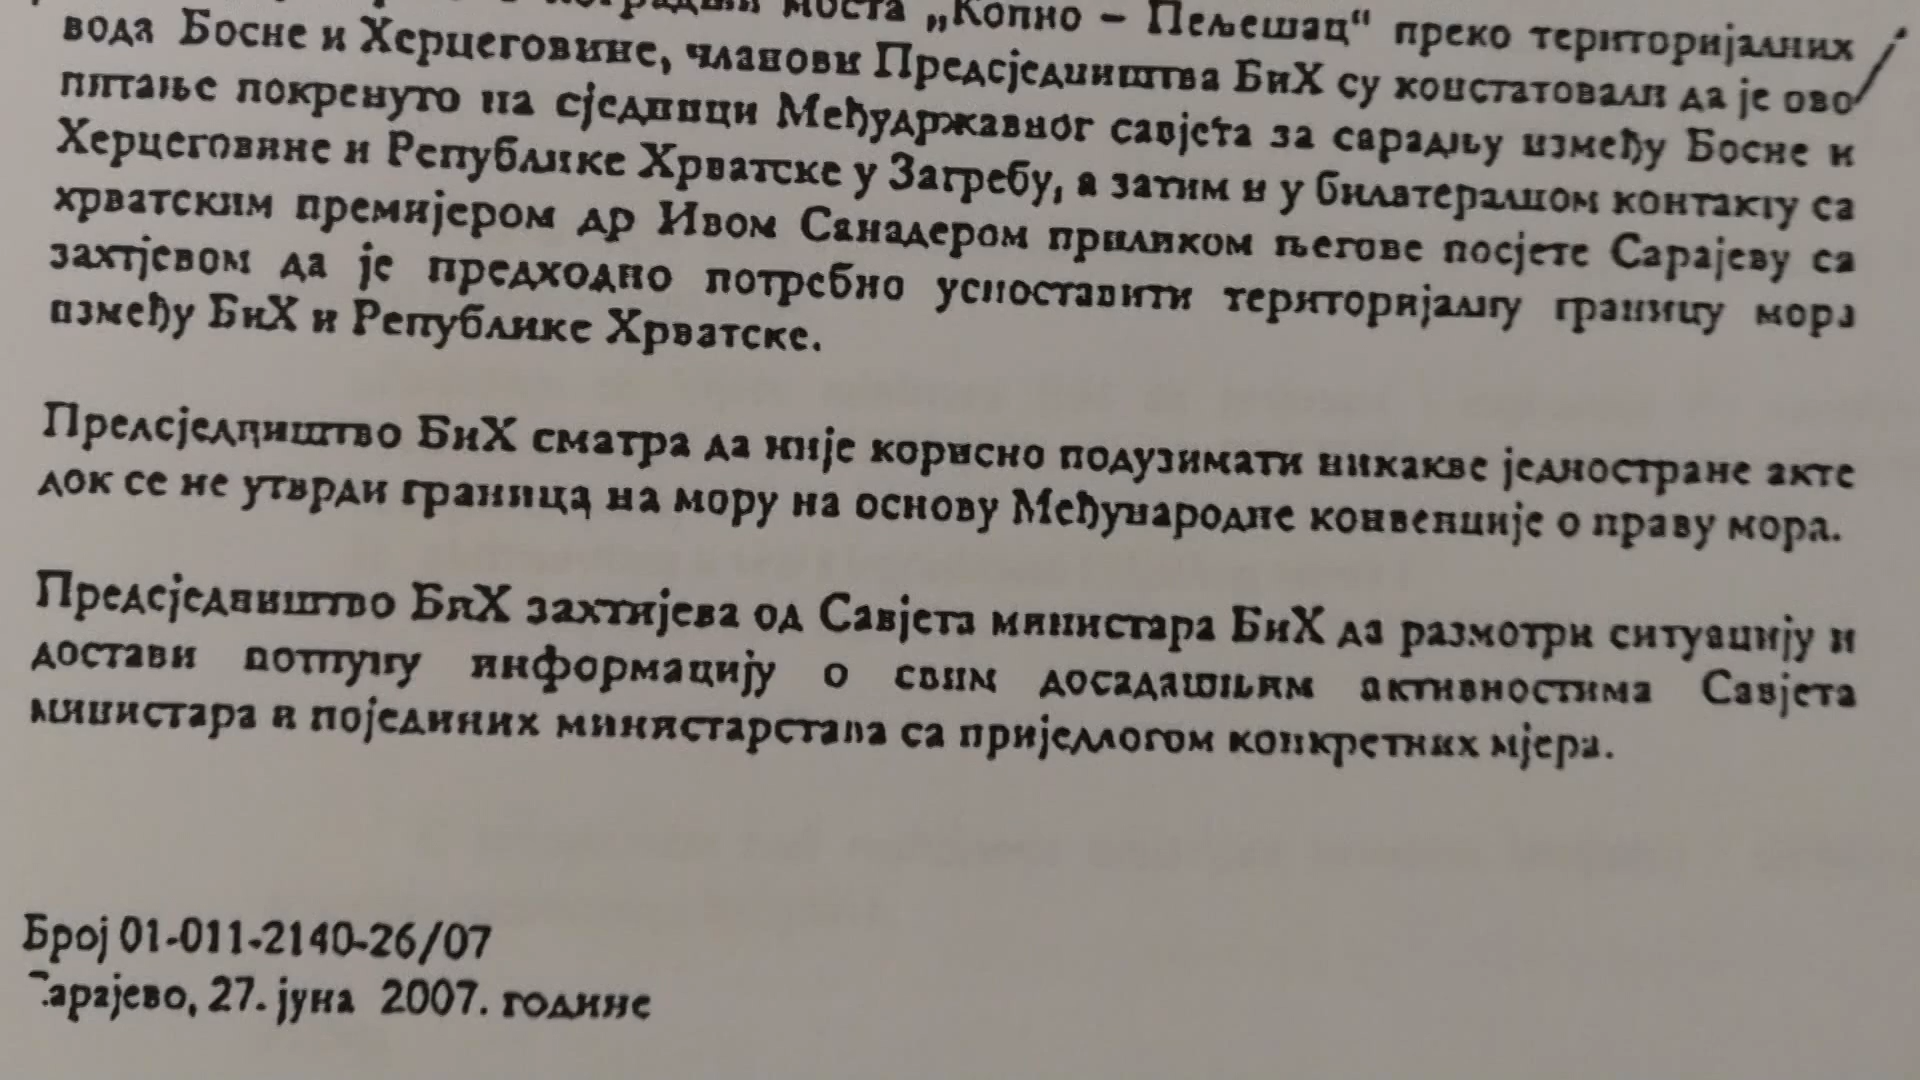 моста „Копно – Пељешац“ преко територијалних
вода Босне и Херцеговине, чланови Предсједништва БиХ су констатовали да је ово
питање покренуто на сједници Међудржавног савјета за сарадњу између Босне и
Херцеговине и Републике Хрватске у Загребу, а затим и у билатералном контакту са
хрватским премијером др Ивом Санадером приликом његове посјете Сарајеву са
захтјевом да је предходно потребно успоставити територијалну границу мора
између БиХ и Републике Хрватске.
Предсједништво БиХ сматра да није корисно подузимати никакве једностране акте
док се не утврди граница на мору на основу Међународне конвенције о праву мора.
Предсједништво БиХ захтијева од Савјета министара БиХ да размотри ситуацију и
достави потпуну информацију о свим досадашњим активностима Савјета
министара и појединих министарстава са приједлогом конкретних мјера.
Број 01-011-2140-26/07
Сарајево, 27. јуна 2007. године